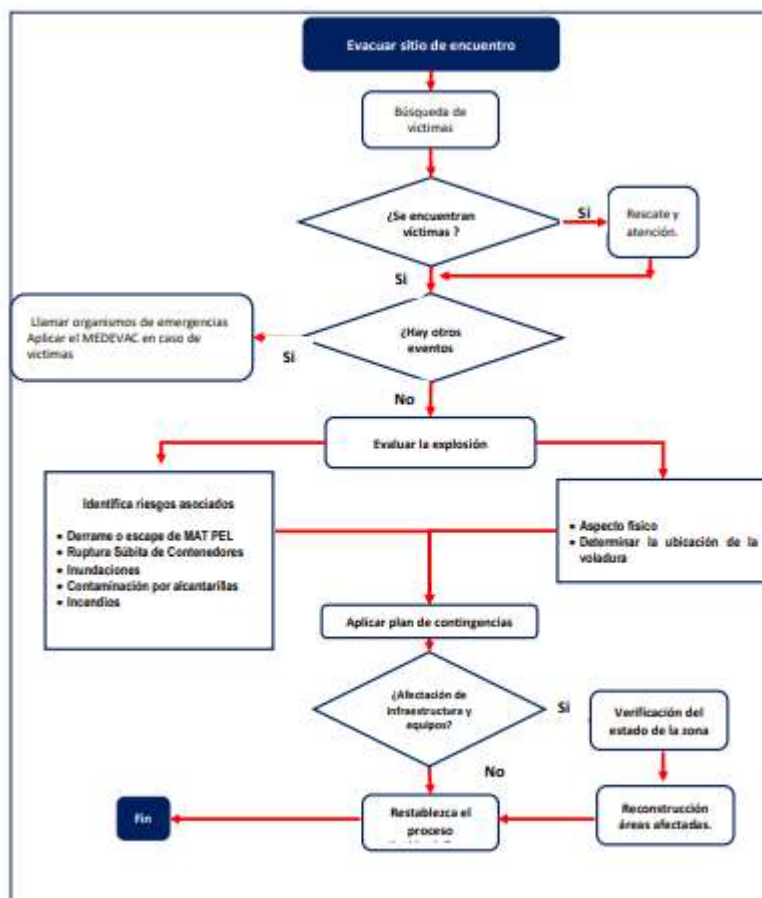 Evacuar sitio de encuentro
Búsqueda de
victimas
¿Se encuentran
víctimas ?
Si
Rescate y
atención.
Si
Llamar organismos de emergencias
Aplicar el MEDEVAC en caso de
victimas
Si
¿Hay otros
eventos
No
Evaluar la explosión
Identifica riesgos asociados
• Derrame o escape de MAT PEL
• Ruptura Súbita de Contenedores
• Inundaciones
• Contaminación por alcantarillas
• Incendios
• Aspecto físico
• Determinar la ubicación de la
voladura
Aplicar plan de contingencias
¿Afectación de
infraestructura y
equipos?
Si
Verificación del
estado de la zona
No
Fin
Restablezca el
proceso
Reconstrucción
áreas afectadas.